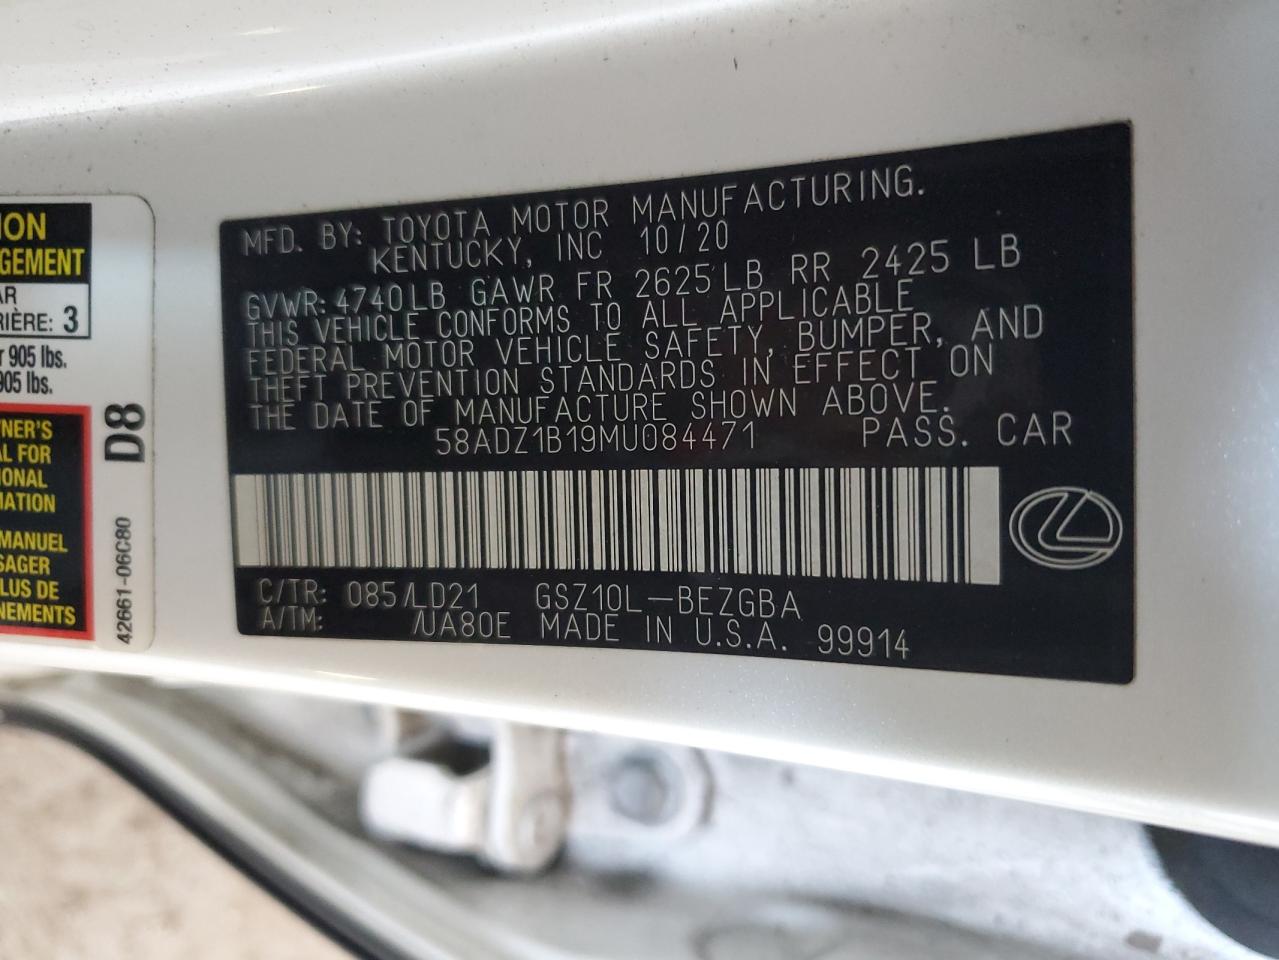 ION
GEMENT
AR
RIÈRE: 3
905 lbs.
905 lbs.
NER'S
L FOR
IONAL
MATION
MANUEL
SAGER
LUS DE
NEMENTS
D8
42661-06C80
MFD. BY: TOYOTA MOTOR MANUFACTURING.
KENTUCKY, INC 10/20
GVWR: 4740LB GAWR FR 2625LB RR 2425 LB
THIS VEHICLE CONFORMS TO ALL APPLICABLE
FEDERAL MOTOR VEHICLE SAFETY, BUMPER, AND
THEFT PREVENTION STANDARDS IN EFFECT ON
THE DATE OF MANUFACTURE SHOWN ABOVE.
58ADZ1B19MU084471 PASS. CAR
C/TR: 085/LD21 GSZ10L-BEZGBA
A/TM: /UA80E MADE IN U.S.A. 99914